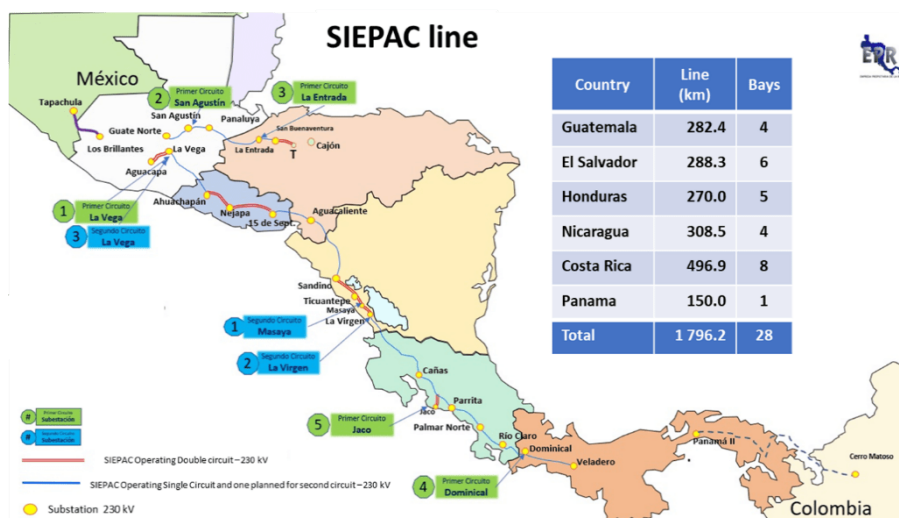 SIEPAC line
EPR
México
Tapachula
2
Primer Circuito
San Agustín
3
Primer Circuito
La Entrada
San Agustín
Panaluya
Guate Norte
Los Brillantes
La Vega
San Buenaventura
La Entrada
T
Cajón
Aguacapa
1
Primer Circuito
La Vega
3
Segundo Circuito
La Vega
Ahuachapán
Nejapa
15 de Sept.
Aguacaliente
Sandino
Ticuantepe
Masaya
La Virgen
1
Segundo Circuito
Masaya
2
Segundo Circuito
La Virgen
Cañas
5
Primer Circuito
Jaco
Jaco
Parrita
Palmar Norte
Río Claro
Dominical
Veladero
4
Primer Circuito
Dominical
Panamá II
Cerro Matoso
Colombia
Country Line (km) Bays
Guatemala 282.4 4
El Salvador 288.3 6
Honduras 270.0 5
Nicaragua 308.5 4
Costa Rica 496.9 8
Panama 150.0 1
Total 1 796.2 28
# Primer Circuito
Subestación
# Segundo Circuito
Subestación
SIEPAC Operating Double circuit – 230 kV
SIEPAC Operating Single Circuit and one planned for second circuit – 230 kV
Substation 230 kV